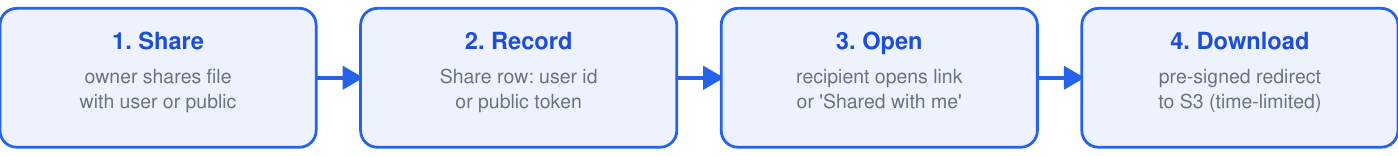 1. Share
owner shares file
with user or public
2. Record
Share row: user id
or public token
3. Open
recipient opens link
or 'Shared with me'
4. Download
pre-signed redirect
to S3 (time-limited)